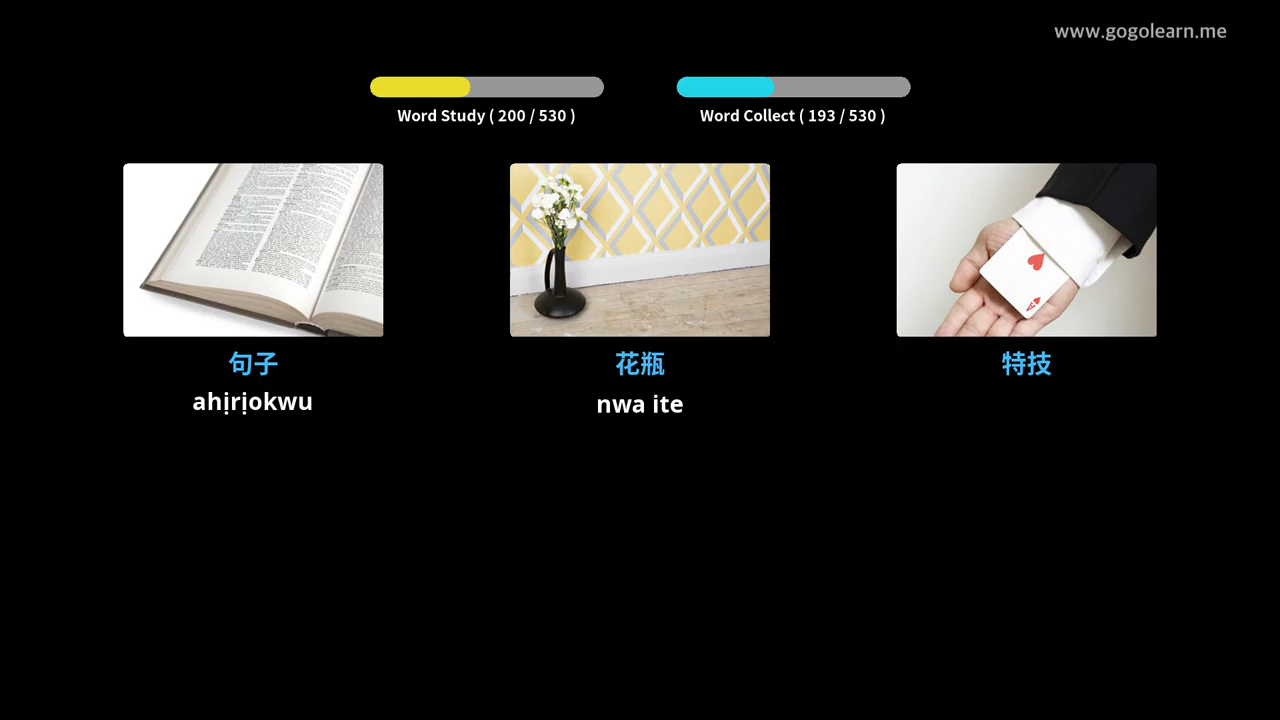 www.gogolearn.me
Word Study ( 200 / 530 )
Word Collect ( 193 / 530 )
句子
ahịrịokwu
花瓶
nwa ite
特技